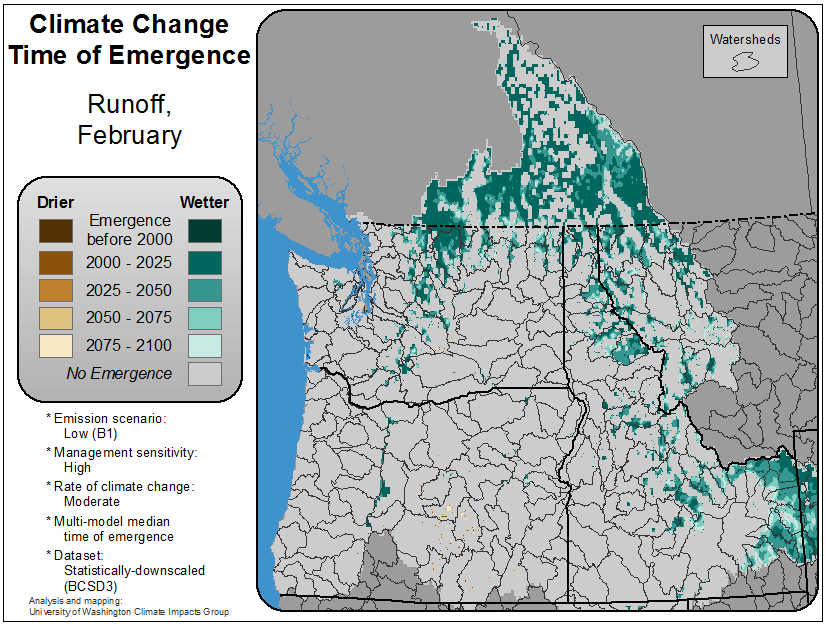 Climate Change
Time of Emergence
Runoff,
February
Drier Wetter
Emergence
before 2000
2000 - 2025
2025 - 2050
2050 - 2075
2075 - 2100
No Emergence
* Emission scenario:
Low (B1)
* Management sensitivity:
High
* Rate of climate change:
Moderate
* Multi-model median
time of emergence
* Dataset:
Statistically-downscaled
(BCSD3)
Analysis and mapping:
University of Washington Climate Impacts Group
Watersheds